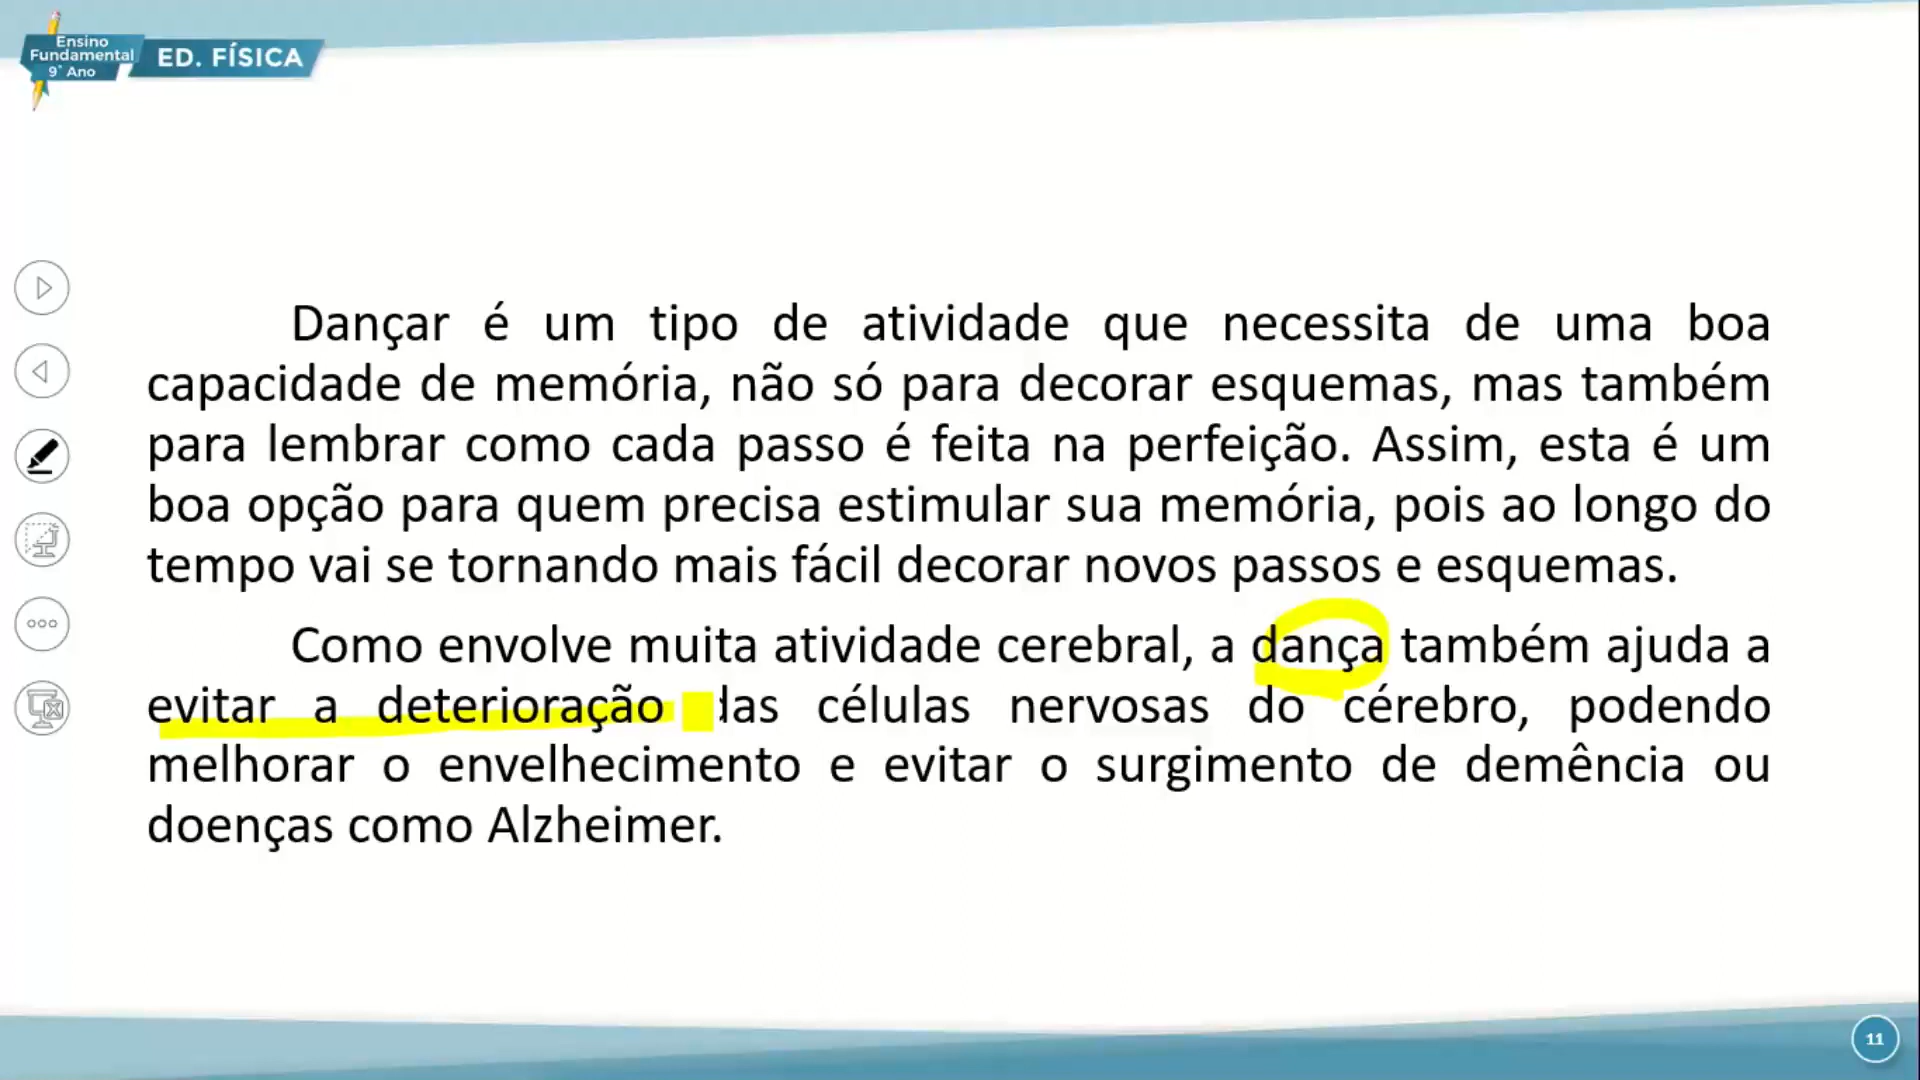 Ensino
Fundamental
9° Ano
ED. FÍSICA
Dançar é um tipo de atividade que necessita de uma boa
capacidade de memória, não só para decorar esquemas, mas também
para lembrar como cada passo é feita na perfeição. Assim, esta é um
boa opção para quem precisa estimular sua memória, pois ao longo do
tempo vai se tornando mais fácil decorar novos passos e esquemas.
Como envolve muita atividade cerebral, a dança também ajuda a
evitar a deterioração das células nervosas do cérebro, podendo
melhorar o envelhecimento e evitar o surgimento de demência ou
doenças como Alzheimer.
11